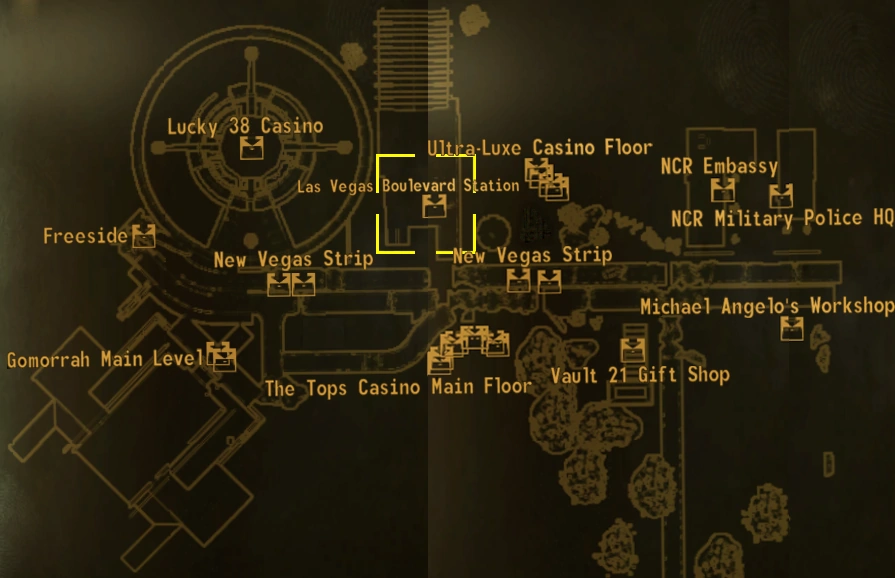 Lucky 38 Casino
Ultra-Luxe Casino Floor
NCR Embassy
Las Vegas Boulevard Station
NCR Military Police HQ
Freeside
New Vegas Strip
New Vegas Strip
Michael Angelo's Workshop
Gomorrah Main Level
The Tops Casino Main Floor
Vault 21 Gift Shop